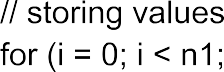 // storing values
for (i = 0; i < n1;